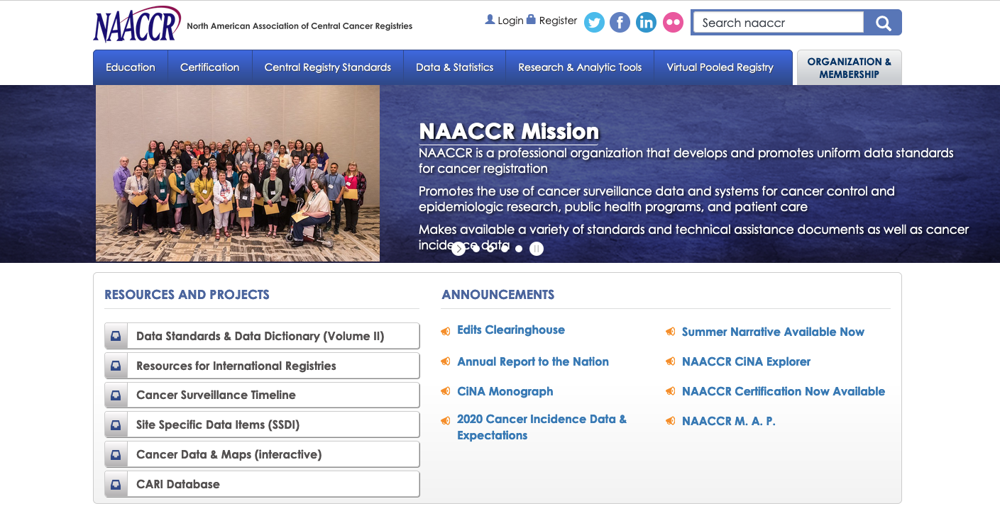 NAACCR
North American Association of Central Cancer Registries
Login
Register
Search naaccr
Education
Certification
Central Registry Standards
Data & Statistics
Research & Analytic Tools
Virtual Pooled Registry
ORGANIZATION &
MEMBERSHIP
NAACCR Mission
NAACCR is a professional organization that develops and promotes uniform data standards
for cancer registration
Promotes the use of cancer surveillance data and systems for cancer control and
epidemiologic research, public health programs, and patient care
Makes available a variety of standards and technical assistance documents as well as cancer
incidence data
RESOURCES AND PROJECTS
Data Standards & Data Dictionary (Volume II)
Resources for International Registries
Cancer Surveillance Timeline
Site Specific Data Items (SSDI)
Cancer Data & Maps (interactive)
CARI Database
ANNOUNCEMENTS
Edits Clearinghouse
Annual Report to the Nation
CiNA Monograph
2020 Cancer Incidence Data &
Expectations
Summer Narrative Available Now
NAACCR CiNA Explorer
NAACCR Certification Now Available
NAACCR M. A. P.